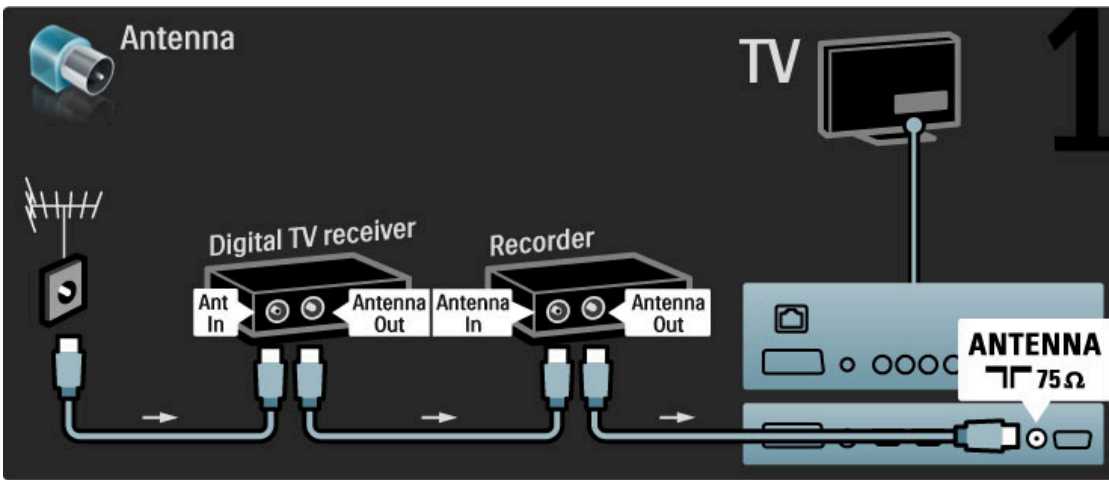 Antenna
TV
1
Digital TV receiver
Recorder
Ant
In
Antenna
Out
Antenna
In
Antenna
Out
ANTENNA
75 Ω